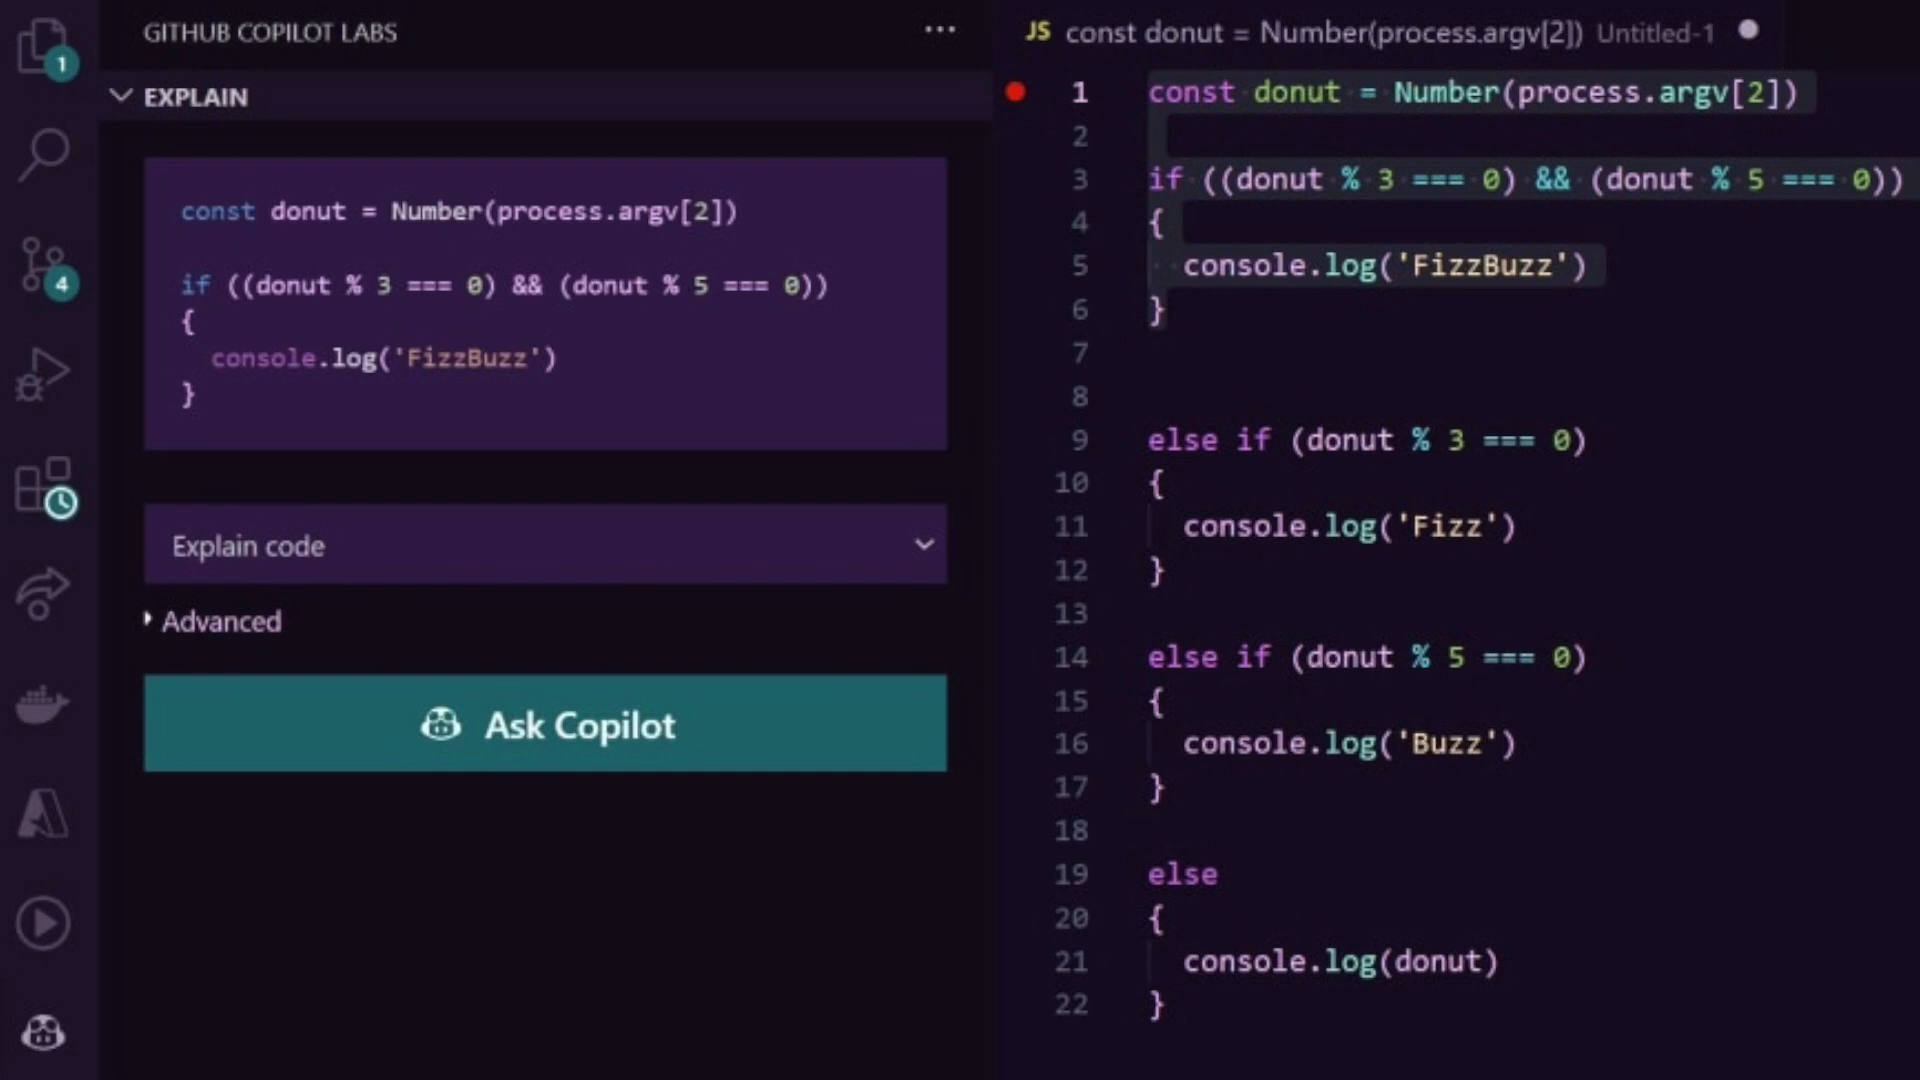 1
4
GITHUB COPILOT LABS
EXPLAIN
const donut = Number(process.argv[2])
if ((donut % 3 === 0) && (donut % 5 === 0))
{
console.log('FizzBuzz')
}
Explain code
Advanced
Ask Copilot
JS const donut = Number(process.argv[2]) Untitled-1
1 const donut = Number(process.argv[2])
2
3 if ((donut % 3 === 0) && (donut % 5 === 0))
4 {
5 console.log('FizzBuzz')
6 }
7
8
9 else if (donut % 3 === 0)
10 {
11 console.log('Fizz')
12 }
13
14 else if (donut % 5 === 0)
15 {
16 console.log('Buzz')
17 }
18
19 else
20 {
21 console.log(donut)
22 }